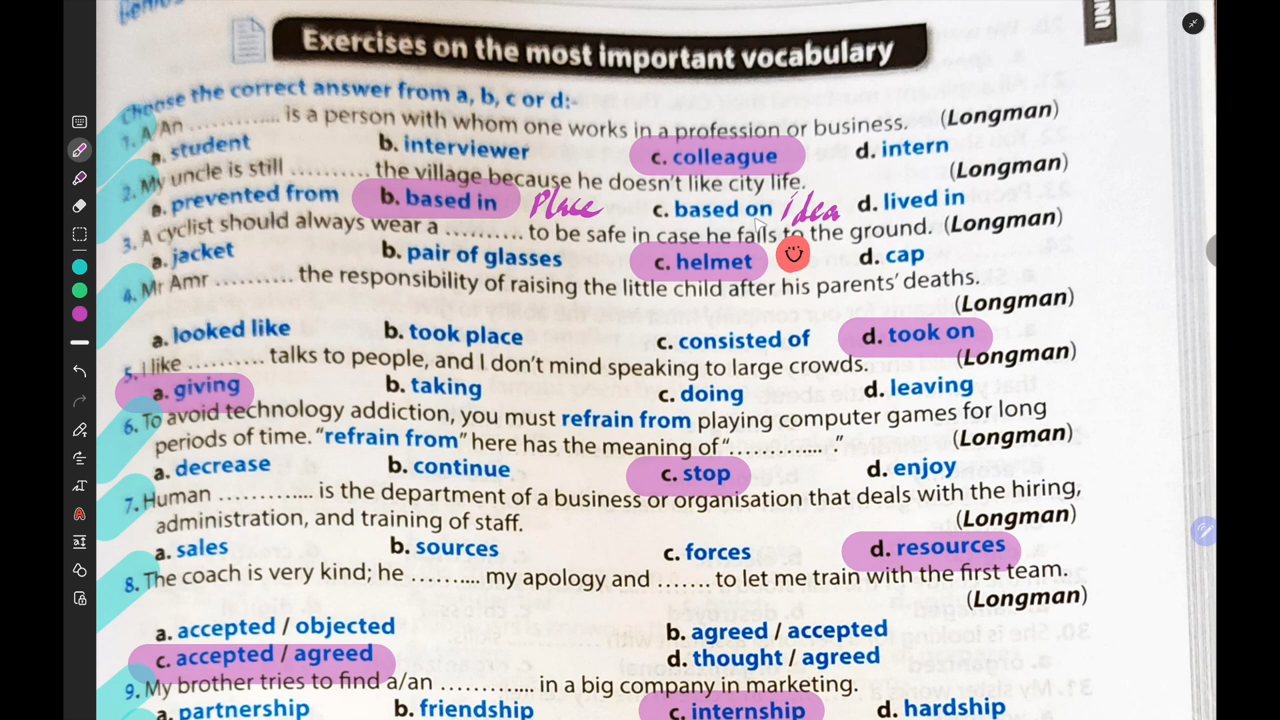 Exercises on the most important vocabulary
Choose the correct answer from a, b, c or d:-
1. A/An .............. is a person with whom one works in a profession or business. (Longman)
a. student b. interviewer c. colleague d. intern
(Longman)
2. My uncle is still ........... the village because he doesn't like city life.
a. prevented from b. based in Place c. based on idea d. lived in
3. A cyclist should always wear a ........... to be safe in case he falls to the ground. (Longman)
a. jacket b. pair of glasses c. helmet d. cap
4. Mr Amr ........... the responsibility of raising the little child after his parents' deaths.
(Longman)
a. looked like b. took place c. consisted of d. took on
5. I like ........... talks to people, and I don't mind speaking to large crowds. (Longman)
a. giving b. taking c. doing d. leaving
6. To avoid technology addiction, you must refrain from playing computer games for long
periods of time. "refrain from" here has the meaning of "..............". (Longman)
a. decrease b. continue c. stop d. enjoy
7. Human .............. is the department of a business or organisation that deals with the hiring,
administration, and training of staff. (Longman)
a. sales b. sources c. forces d. resources
8. The coach is very kind; he ........... my apology and ........ to let me train with the first team.
(Longman)
a. accepted / objected b. agreed / accepted
c. accepted / agreed d. thought / agreed
9. My brother tries to find a/an .............. in a big company in marketing.
a. partnership b. friendship c. internship d. hardship